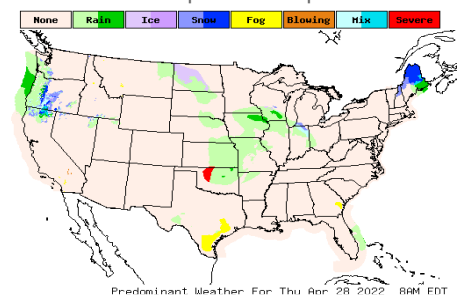 None Rain Ice Snow Fog Blowing Mix Severe
Predominant Weather For Thu Apr 28 2022 8AM EDT